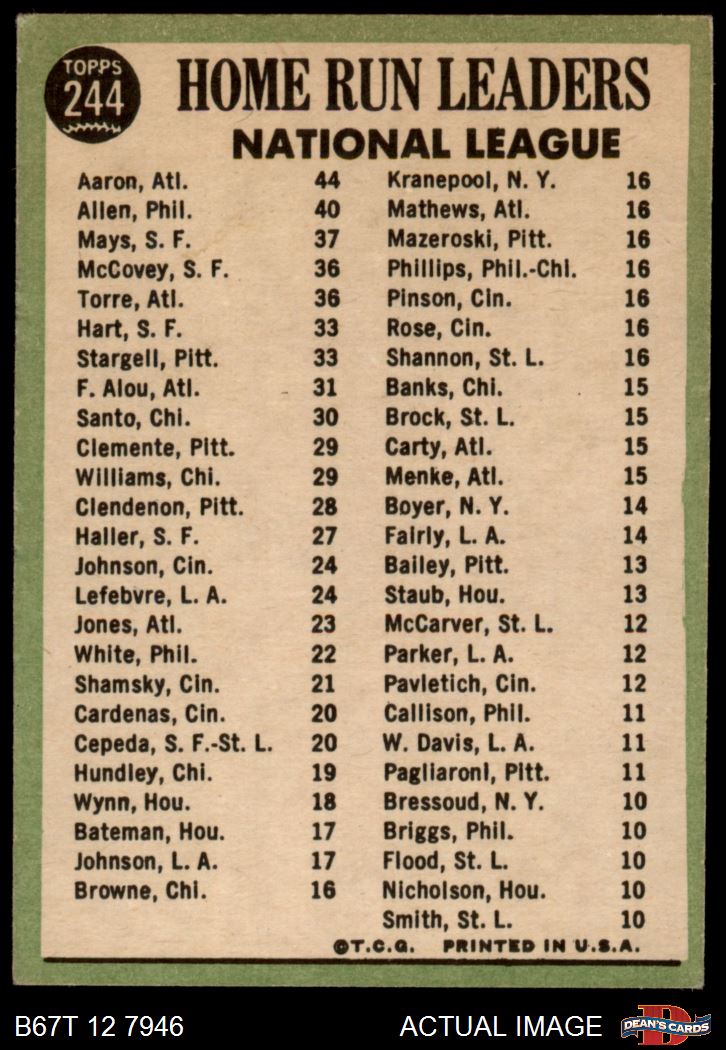 TOPPS
244
HOME RUN LEADERS
NATIONAL LEAGUE
Aaron, Atl. 44
Allen, Phil. 40
Mays, S. F. 37
McCovey, S. F. 36
Torre, Atl. 36
Hart, S. F. 33
Stargell, Pitt. 33
F. Alou, Atl. 31
Santo, Chi. 30
Clemente, Pitt. 29
Williams, Chi. 29
Clendenon, Pitt. 28
Haller, S. F. 27
Johnson, Cin. 24
Lefebvre, L. A. 24
Jones, Atl. 23
White, Phil. 22
Shamsky, Cin. 21
Cardenas, Cin. 20
Cepeda, S. F.-St. L. 20
Hundley, Chi. 19
Wynn, Hou. 18
Bateman, Hou. 17
Johnson, L. A. 17
Browne, Chi. 16
Kranepool, N. Y. 16
Mathews, Atl. 16
Mazeroski, Pitt. 16
Phillips, Phil.-Chi. 16
Pinson, Cin. 16
Rose, Cin. 16
Shannon, St. L. 16
Banks, Chi. 15
Brock, St. L. 15
Carty, Atl. 15
Menke, Atl. 15
Boyer, N. Y. 14
Fairly, L. A. 14
Bailey, Pitt. 13
Staub, Hou. 13
McCarver, St. L. 12
Parker, L. A. 12
Pavletich, Cin. 12
Callison, Phil. 11
W. Davis, L. A. 11
Pagliaroni, Pitt. 11
Bressoud, N. Y. 10
Briggs, Phil. 10
Flood, St. L. 10
Nicholson, Hou. 10
Smith, St. L. 10
©T.C.G. PRINTED IN U.S.A.
B67T 12 7946 ACTUAL IMAGE
DEAN'S CARDS